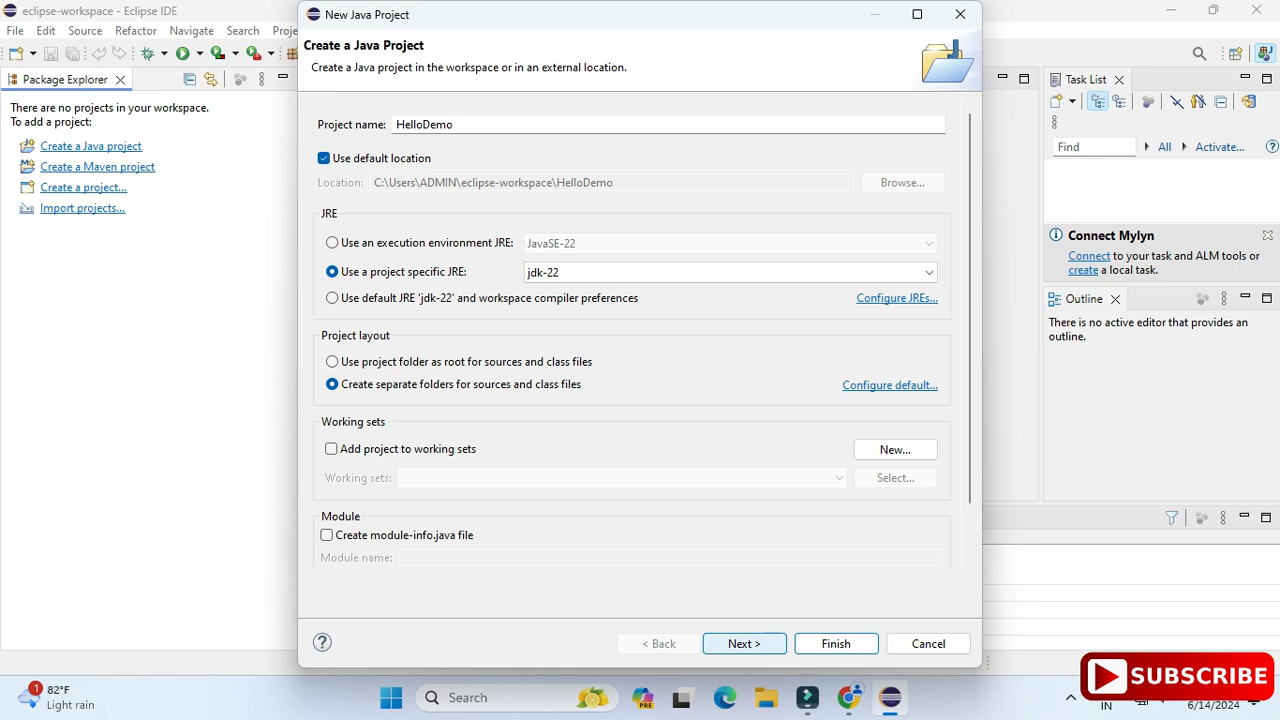 eclipse-workspace - Eclipse IDE
File Edit Source Refactor Navigate Search Proje
Package Explorer
There are no projects in your workspace.
To add a project:
Create a Java project
Create a Maven project
Create a project...
Import projects...
New Java Project
Create a Java Project
Create a Java project in the workspace or in an external location.
Project name: HelloDemo
Use default location
Location: C:\Users\ADMIN\eclipse-workspace\HelloDemo Browse...
JRE
Use an execution environment JRE: JavaSE-22
Use a project specific JRE: jdk-22
Use default JRE 'jdk-22' and workspace compiler preferences Configure JREs...
Project layout
Use project folder as root for sources and class files
Create separate folders for sources and class files Configure default...
Working sets
Add project to working sets New...
Working sets: Select...
Module
Create module-info.java file
Module name:
< Back Next > Finish Cancel
Task List
Find All Activate...
Connect Mylyn
Connect to your task and ALM tools or
create a local task.
Outline
There is no active editor that provides an
outline.
SUBSCRIBE
1 82°F
Light rain
Search
PRE
IN
6/14/2024